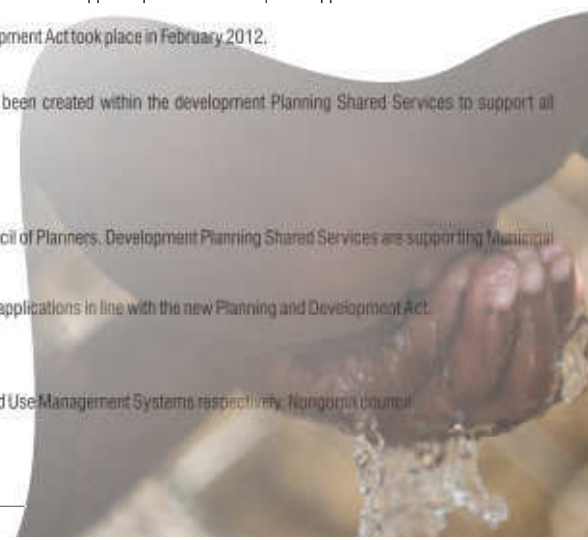 pment Act took place in February 2012.
been created within the development Planning Shared Services to support all
cil of Planners. Development Planning Shared Services are supporting Municipal
applications in line with the new Planning and Development Act.
d Use Management Systems respectively. Nongoma council